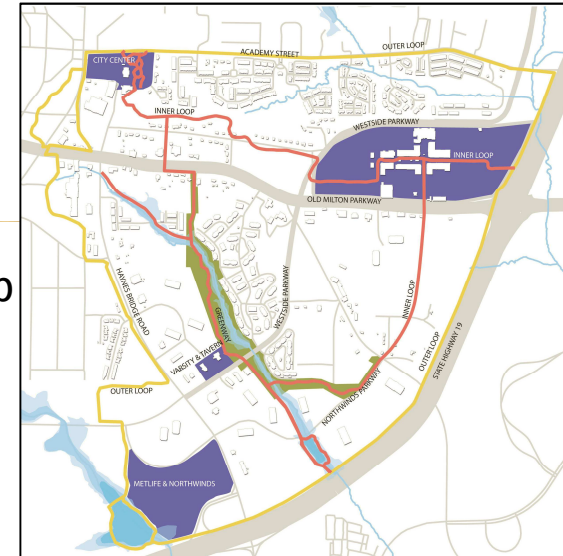 ACADEMY STREET
OUTER LOOP
CITY CENTER
INNER LOOP
WESTSIDE PARKWAY
INNER LOOP
OLD MILTON PARKWAY
HAYNES BRIDGE ROAD
GREENWAY
WESTSIDE PARKWAY
INNER LOOP
OUTER LOOP
STATE HIGHWAY 19
VARSITY & TAVERN
NORTHWINDS PARKWAY
OUTER LOOP
METLIFE & NORTHWINDS